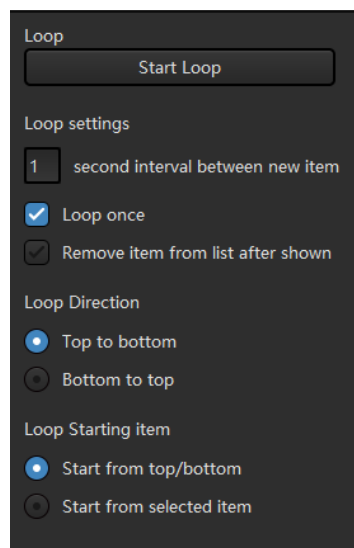 Loop
Start Loop
Loop settings
1 second interval between new item
Loop once
Remove item from list after shown
Loop Direction
Top to bottom
Bottom to top
Loop Starting item
Start from top/bottom
Start from selected item